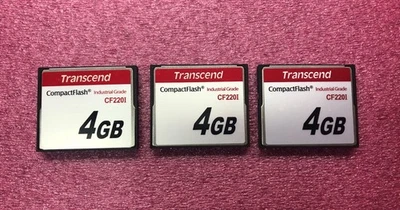 Transcend
CompactFlash® Industrial Grade
CF220I
4GB
Transcend
CompactFlash® Industrial Grade
CF220I
4GB
Transcend
CompactFlash® Industrial Grade
CF220I
4GB